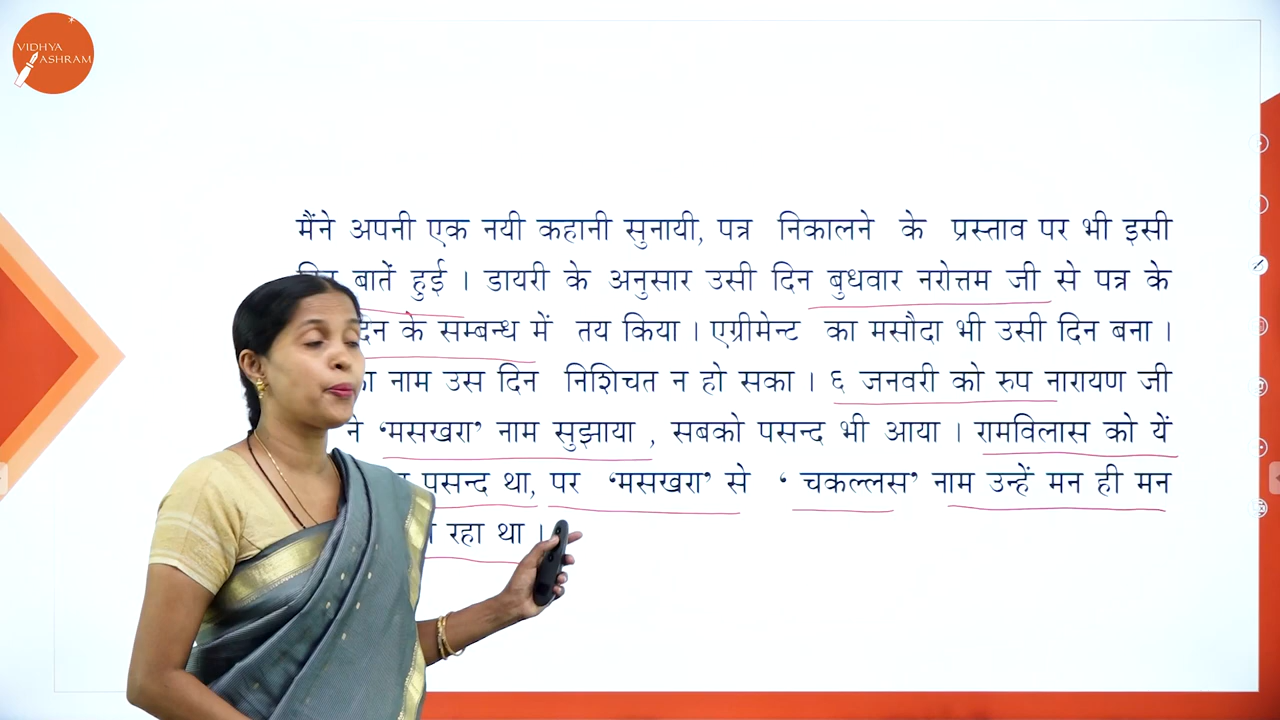 VIDHYA
ASHRAM
मैंने अपनी एक नयी कहानी सुनायी, पत्र निकालने के प्रस्ताव पर भी इसी
बातें हुई । डायरी के अनुसार उसी दिन बुधवार नरोत्तम जी से पत्र के
दिन के सम्बन्ध में तय किया । एग्रीमेन्ट का मसौदा भी उसी दिन बना ।
नाम उस दिन निशिचत न हो सका । ६ जनवरी को रुप नारायण जी
ने ‘मसखरा’ नाम सुझाया , सबको पसन्द भी आया । रामविलास को यें
पसन्द था, पर ‘मसखरा’ से ‘ चकल्लस’ नाम उन्हें मन ही मन
रहा था ।